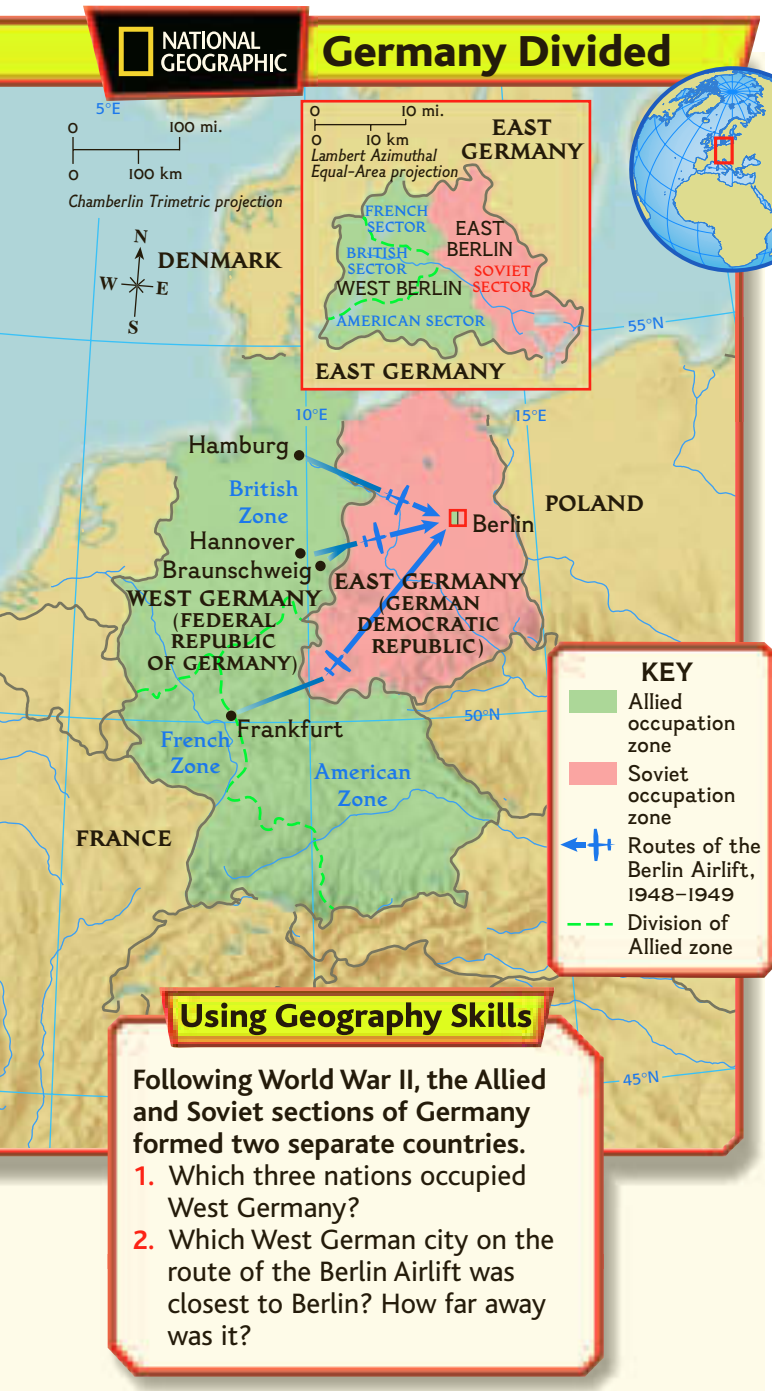 NATIONAL
GEOGRAPHIC
Germany Divided
5°E
0 100 mi.
0 100 km
Chamberlin Trimetric projection
N
W E
S
DENMARK
0 10 mi.
0 10 km
Lambert Azimuthal
Equal-Area projection
EAST
GERMANY
FRENCH
SECTOR
EAST
BERLIN
BRITISH
SECTOR
SOVIET
SECTOR
WEST BERLIN
AMERICAN SECTOR
EAST GERMANY
55°N
10°E
15°E
Hamburg
British
Zone
POLAND
Berlin
Hannover
Braunschweig
EAST GERMANY
(GERMAN
DEMOCRATIC
REPUBLIC)
WEST GERMANY
(FEDERAL
REPUBLIC
OF GERMANY)
50°N
Frankfurt
French
Zone
American
Zone
FRANCE
KEY
Allied
occupation
zone
Soviet
occupation
zone
Routes of the
Berlin Airlift,
1948–1949
Division of
Allied zone
45°N
Using Geography Skills
Following World War II, the Allied
and Soviet sections of Germany
formed two separate countries.
1. Which three nations occupied
West Germany?
2. Which West German city on the
route of the Berlin Airlift was
closest to Berlin? How far away
was it?